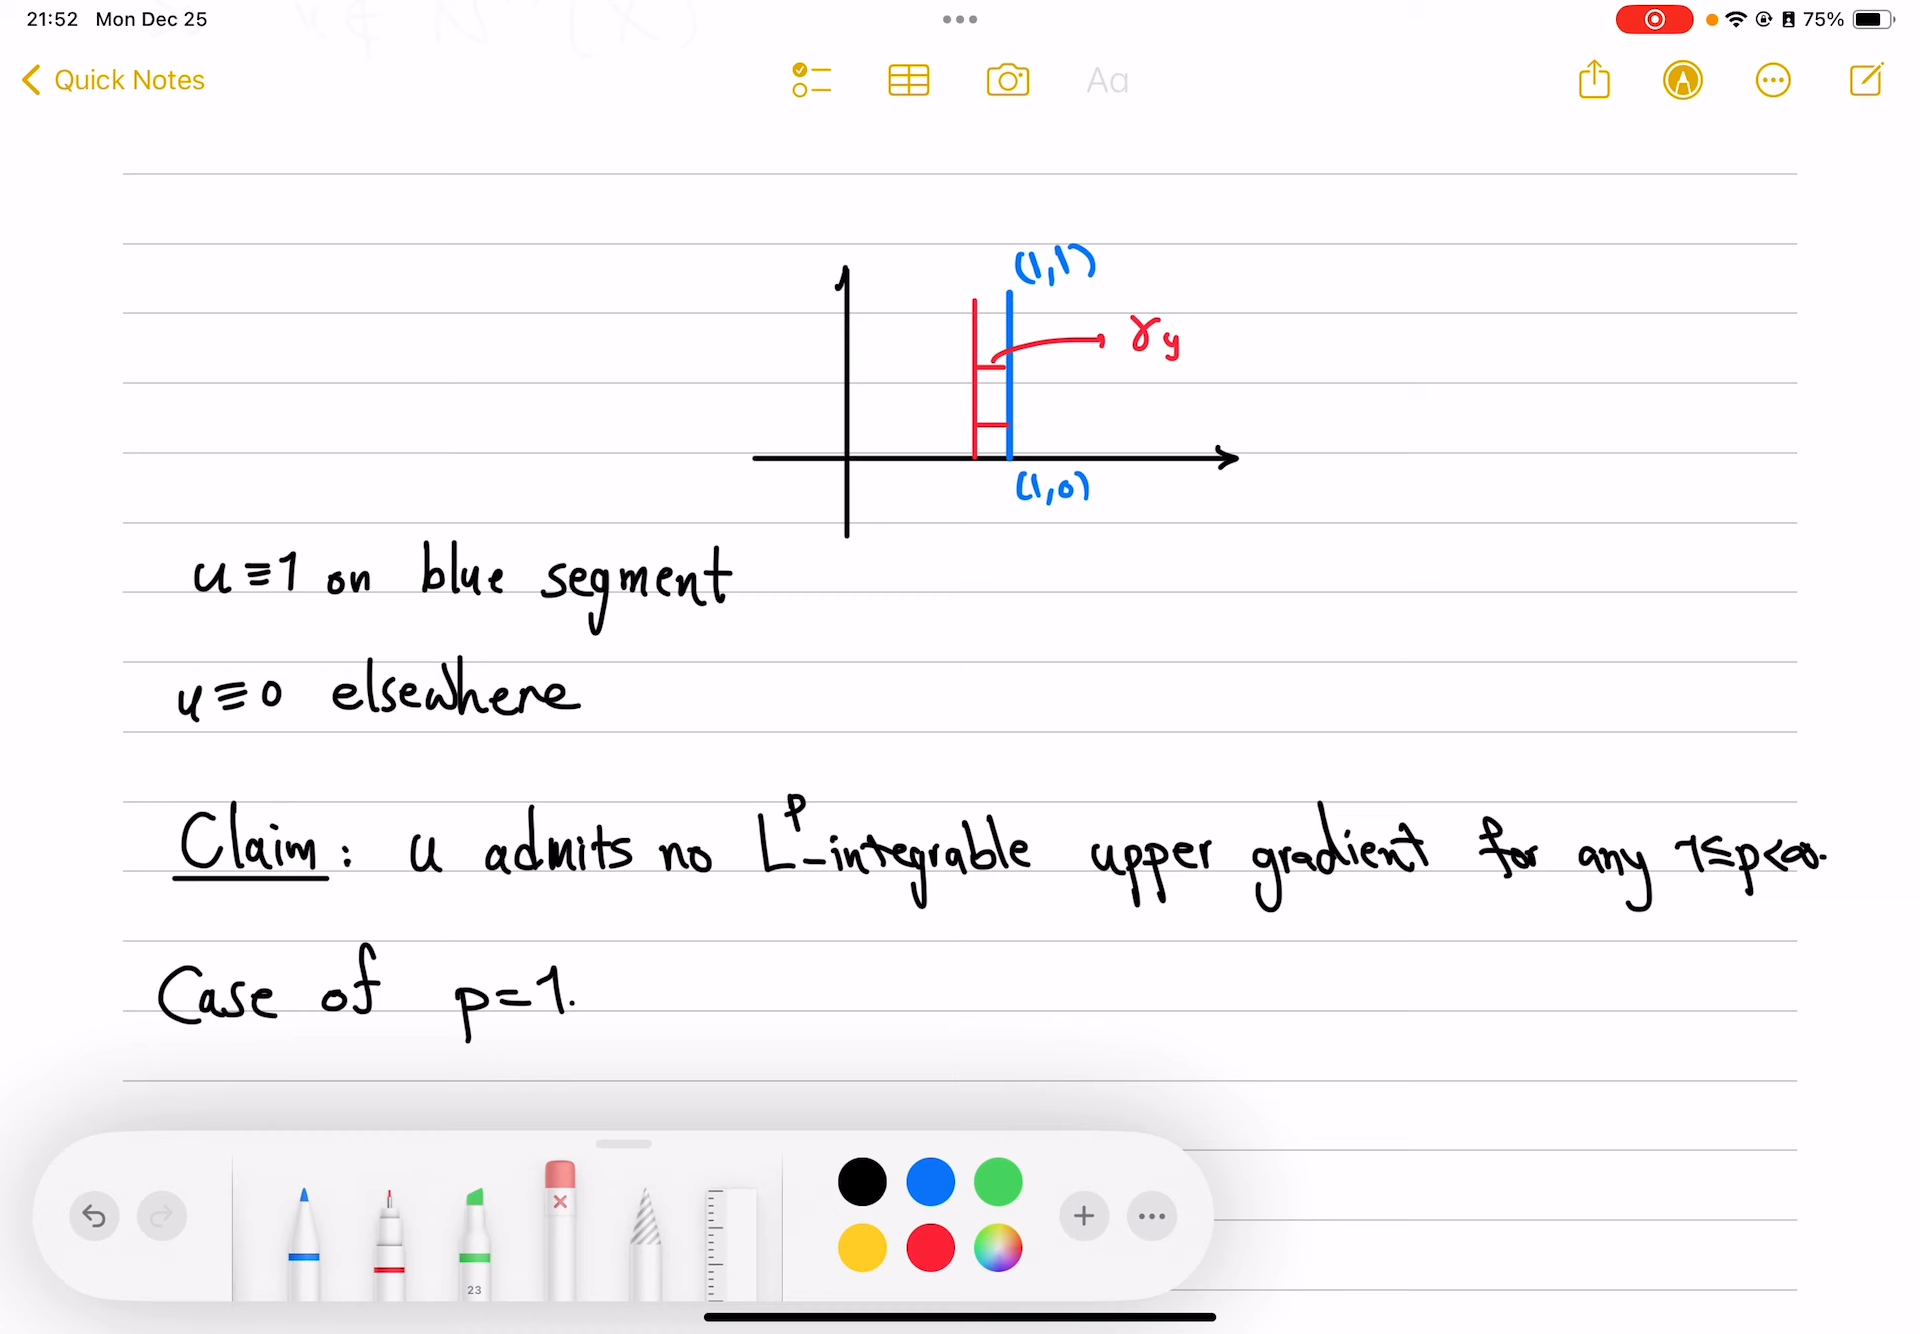 21:52 Mon Dec 25
75%
Quick Notes
Aa
(1,1)
γy
(1,0)
u≡1 on blue segment
u≡0 elsewhere
Claim: u admits no L^p-integrable upper gradient for any 1≤p<∞.
Case of p=1.
23